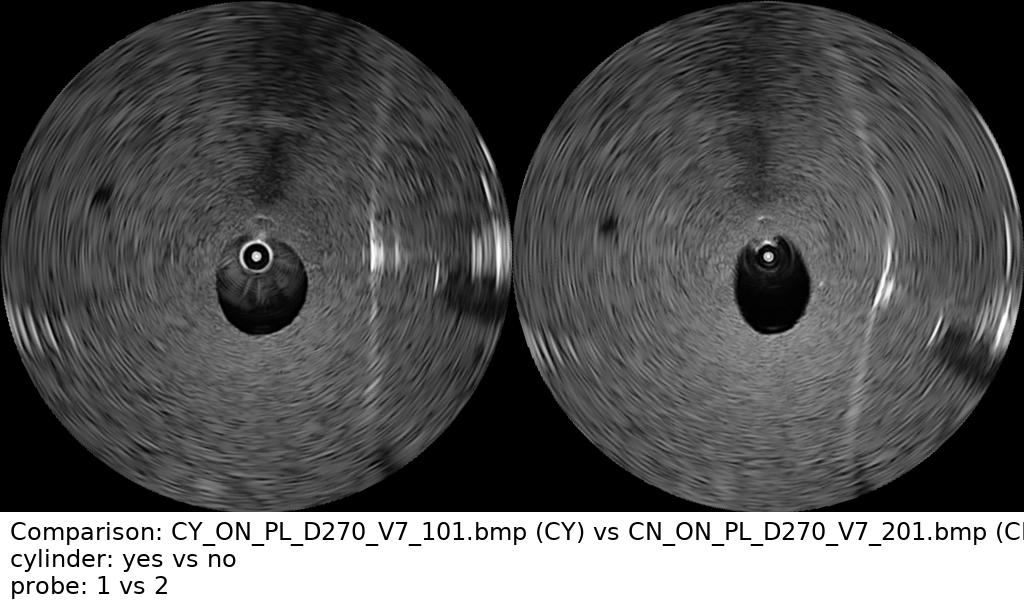 Comparison: CY_ON_PL_D270_V7_101.bmp (CY) vs CN_ON_PL_D270_V7_201.bmp
cylinder: yes vs no
probe: 1 vs 2